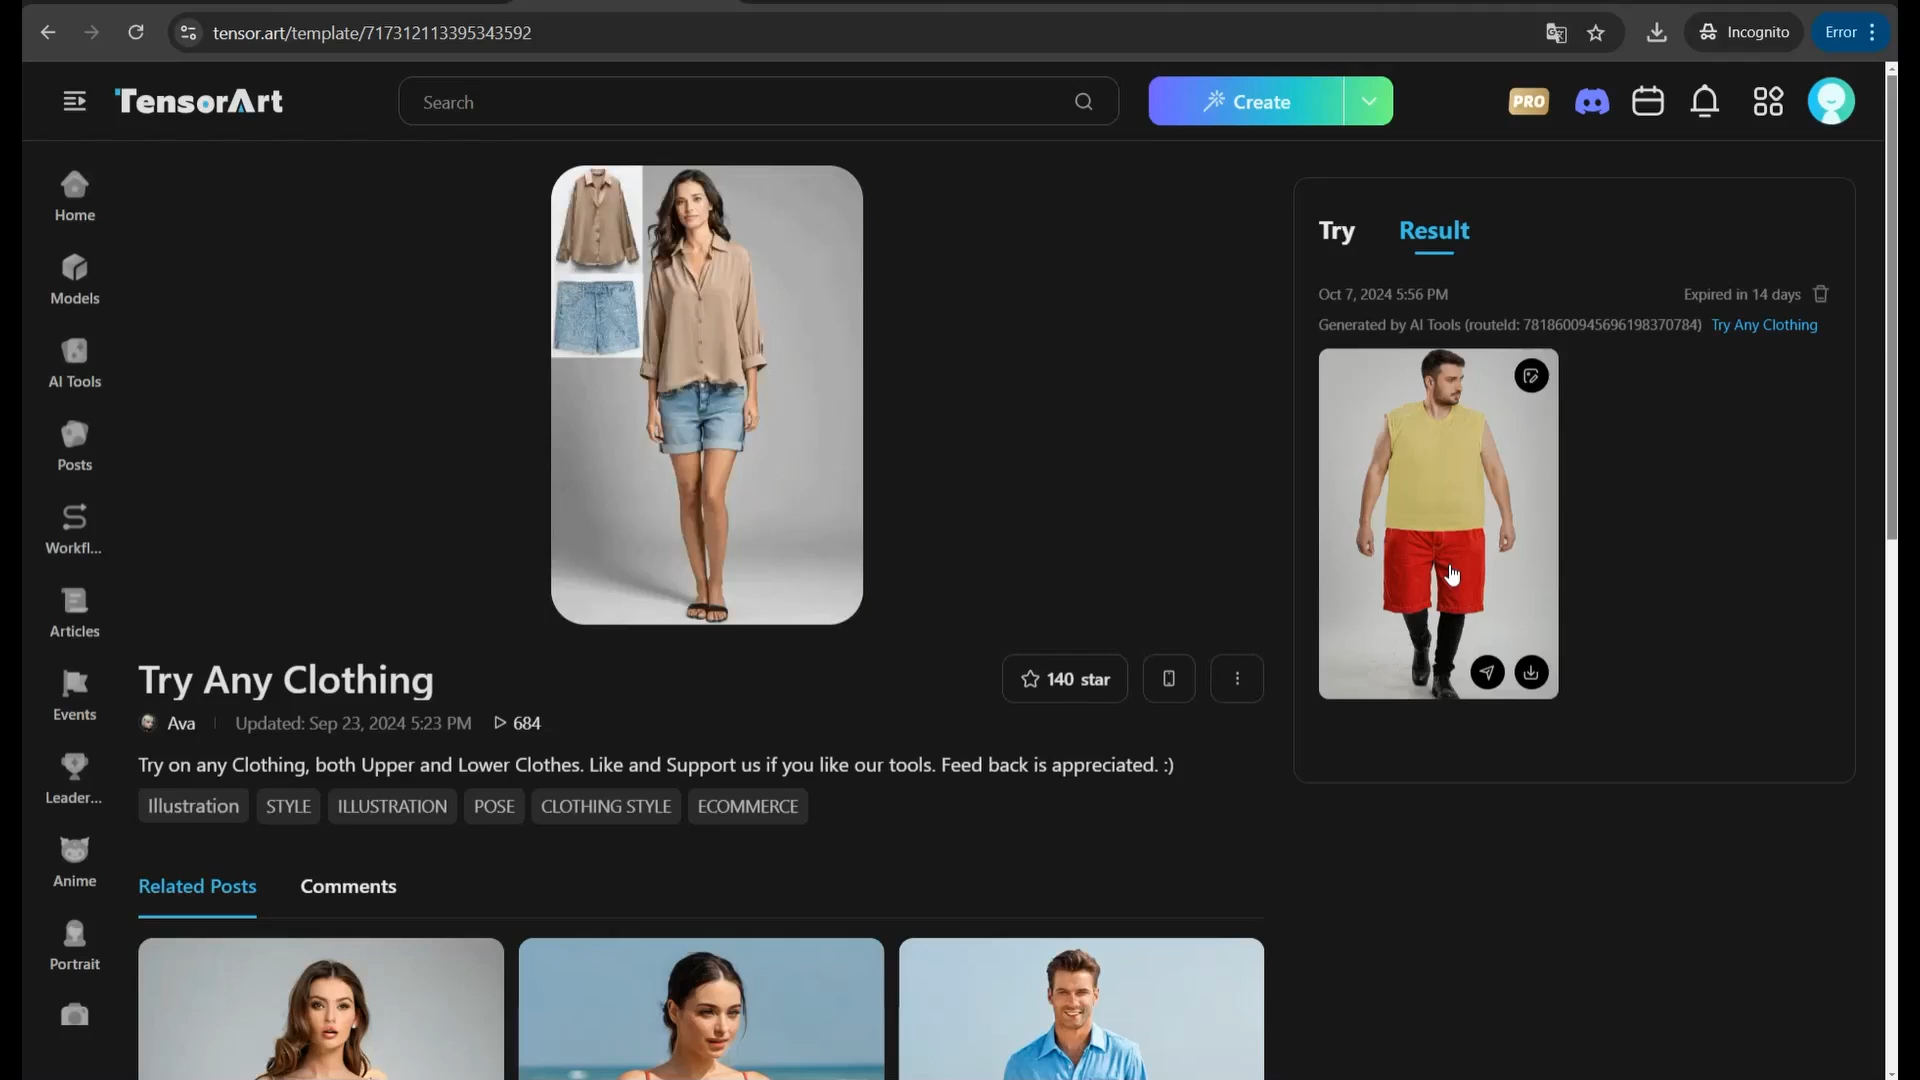 tensor.art/template/717312113395343592
Incognito
Error
TensorArt
Search
Create
PRO
Home
Models
AI Tools
Posts
Workfl...
Articles
Events
Leader...
Anime
Portrait
Try
Result
Oct 7, 2024 5:56 PM
Expired in 14 days
Generated by AI Tools (routeId: 7818600945696198370784) Try Any Clothing
Try Any Clothing
140 star
Ava
Updated: Sep 23, 2024 5:23 PM
684
Try on any Clothing, both Upper and Lower Clothes. Like and Support us if you like our tools. Feed back is appreciated. :)
Illustration
STYLE
ILLUSTRATION
POSE
CLOTHING STYLE
ECOMMERCE
Related Posts
Comments